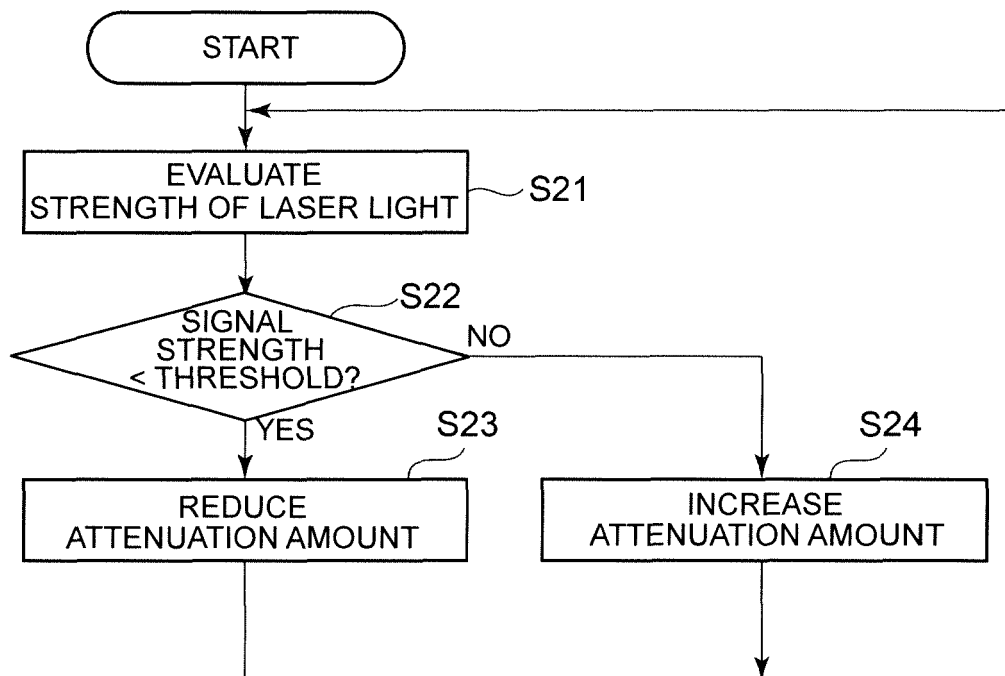 START
EVALUATE
STRENGTH OF LASER LIGHT
S21
S22
SIGNAL
STRENGTH
< THRESHOLD?
NO
YES
S23
REDUCE
ATTENUATION AMOUNT
S24
INCREASE
ATTENUATION AMOUNT